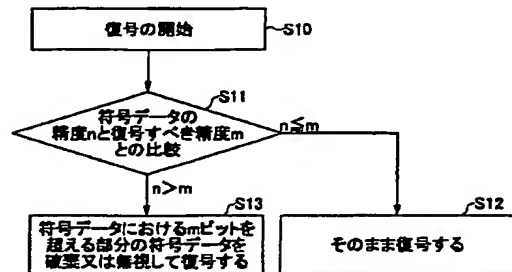 復号の開始
S10
S11
符号データの
精度nと復号すべき精度m
との比較
n≦m
n>m
S13
符号データにおけるmビットを
超える部分の符号データを
破棄又は無視して復号する
S12
そのまま復号する